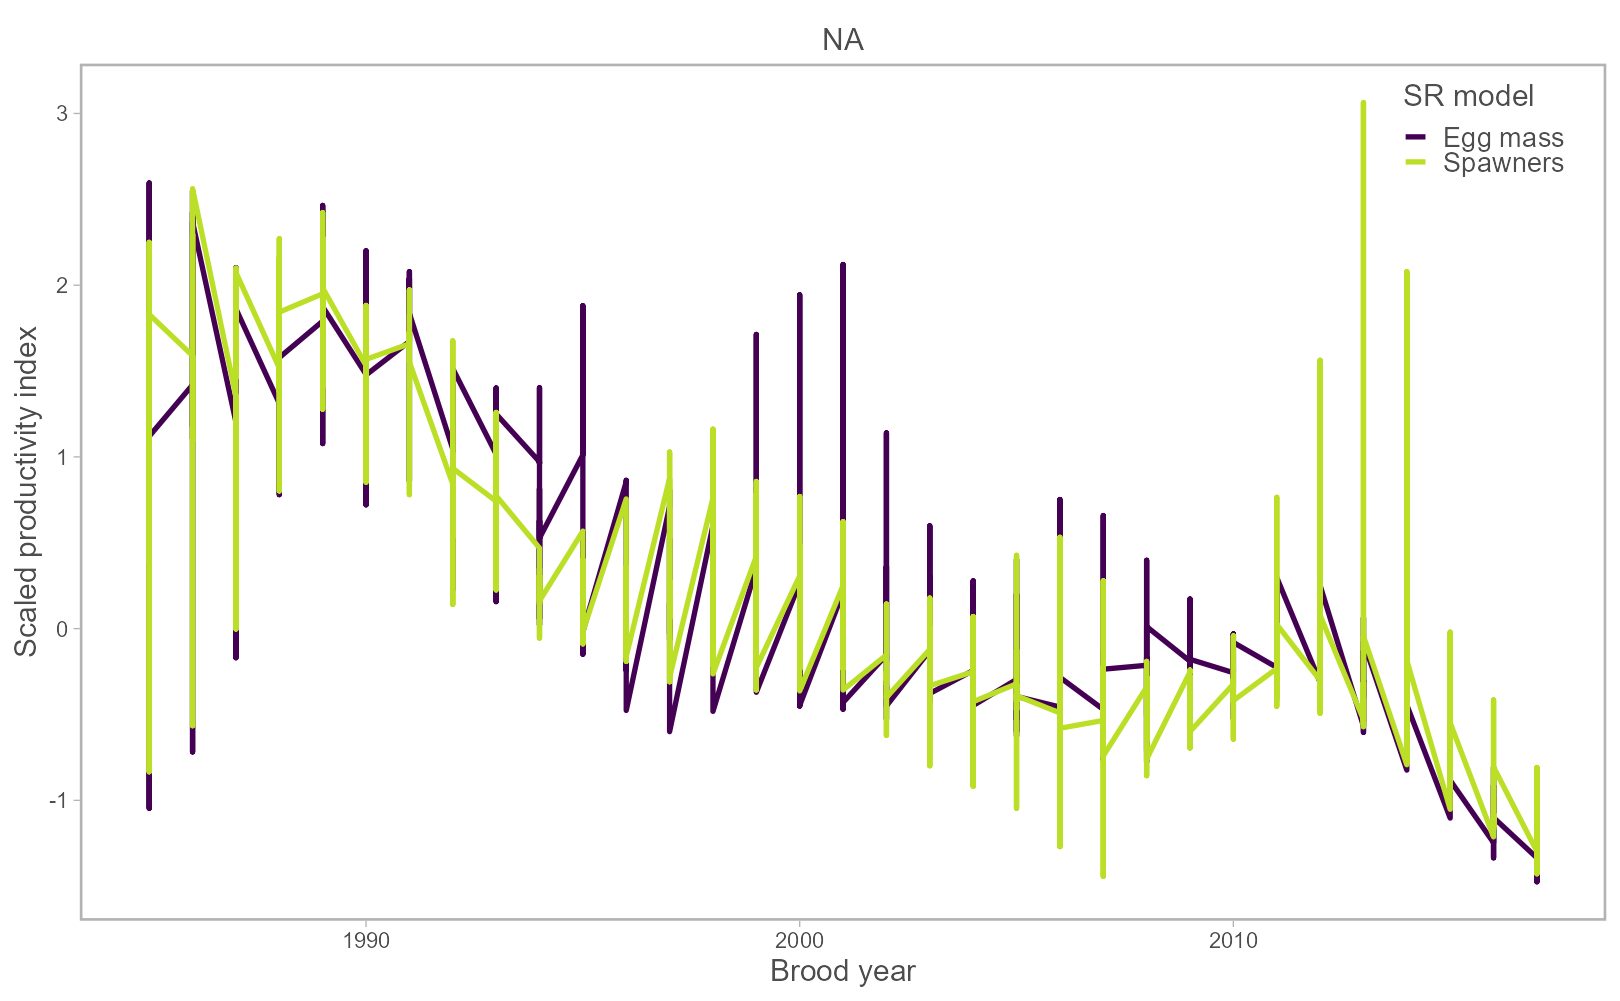 NA
SR model
Egg mass
Spawners
3
2
1
0
-1
Scaled productivity index
1990
2000
2010
Brood year